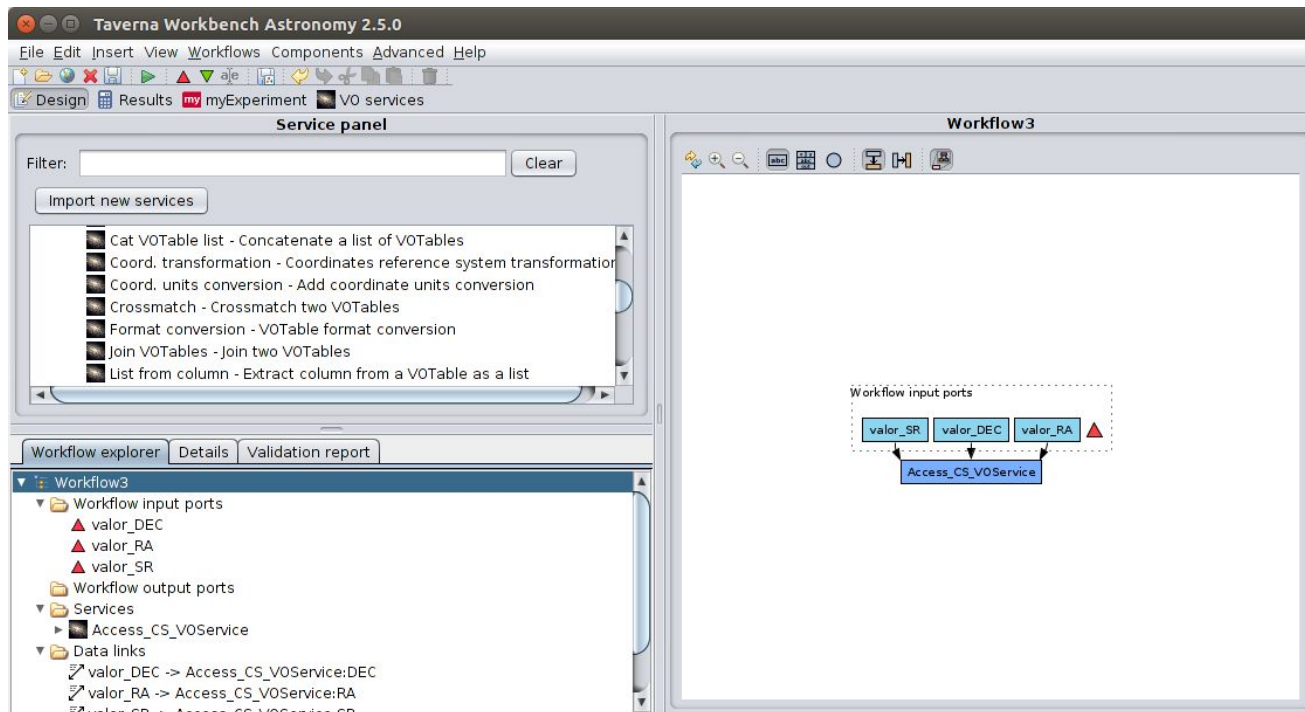 Taverna Workbench Astronomy 2.5.0
File Edit Insert View Workflows Components Advanced Help
Design Results my myExperiment VO services
Service panel
Filter: Clear
Import new services
Cat VOTable list - Concatenate a list of VOTables
Coord. transformation - Coordinates reference system transformation
Coord. units conversion - Add coordinate units conversion
Crossmatch - Crossmatch two VOTables
Format conversion - VOTable format conversion
Join VOTables - Join two VOTables
List from column - Extract column from a VOTable as a list
Workflow explorer Details Validation report
Workflow3
Workflow input ports
valor_DEC
valor_RA
valor_SR
Workflow output ports
Services
Access_CS_VOService
Data links
valor_DEC -> Access_CS_VOService:DEC
valor_RA -> Access_CS_VOService:RA
valor_SR -> Access_CS_VOService:SR
Workflow3
abc
Workflow input ports
valor_SR valor_DEC valor_RA
Access_CS_VOService